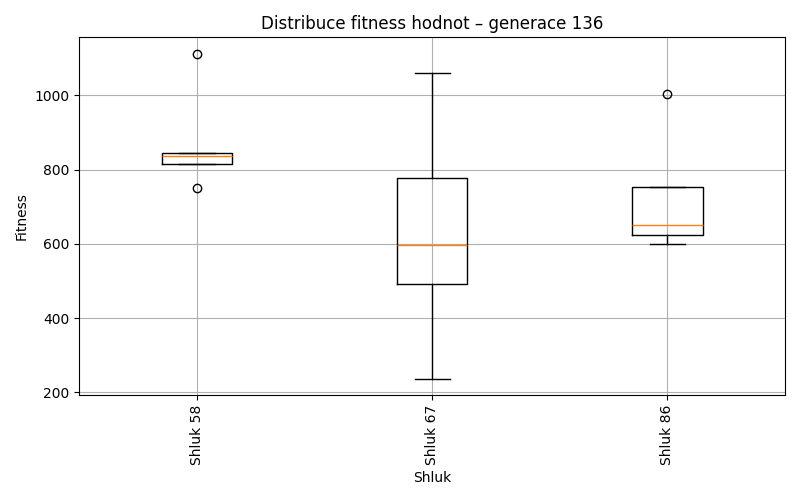 Distribuce fitness hodnot – generace 136
Fitness
1000
800
600
400
200
Shluk 58
Shluk 67
Shluk 86
Shluk